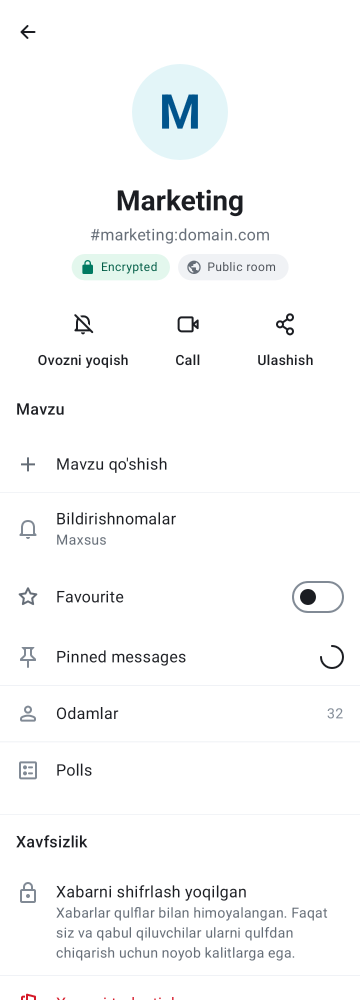 M
Marketing
#marketing:domain.com
Encrypted
Public room
Ovozni yoqish
Call
Ulashish
Mavzu
Mavzu qo'shish
Bildirishnomalar
Maxsus
Favourite
Pinned messages
Odamlar 32
Polls
Xavfsizlik
Xabarni shifrlash yoqilgan
Xabarlar qulflar bilan himoyalangan. Faqat
siz va qabul qiluvchilar ularni qulfdan
chiqarish uchun noyob kalitlarga ega.